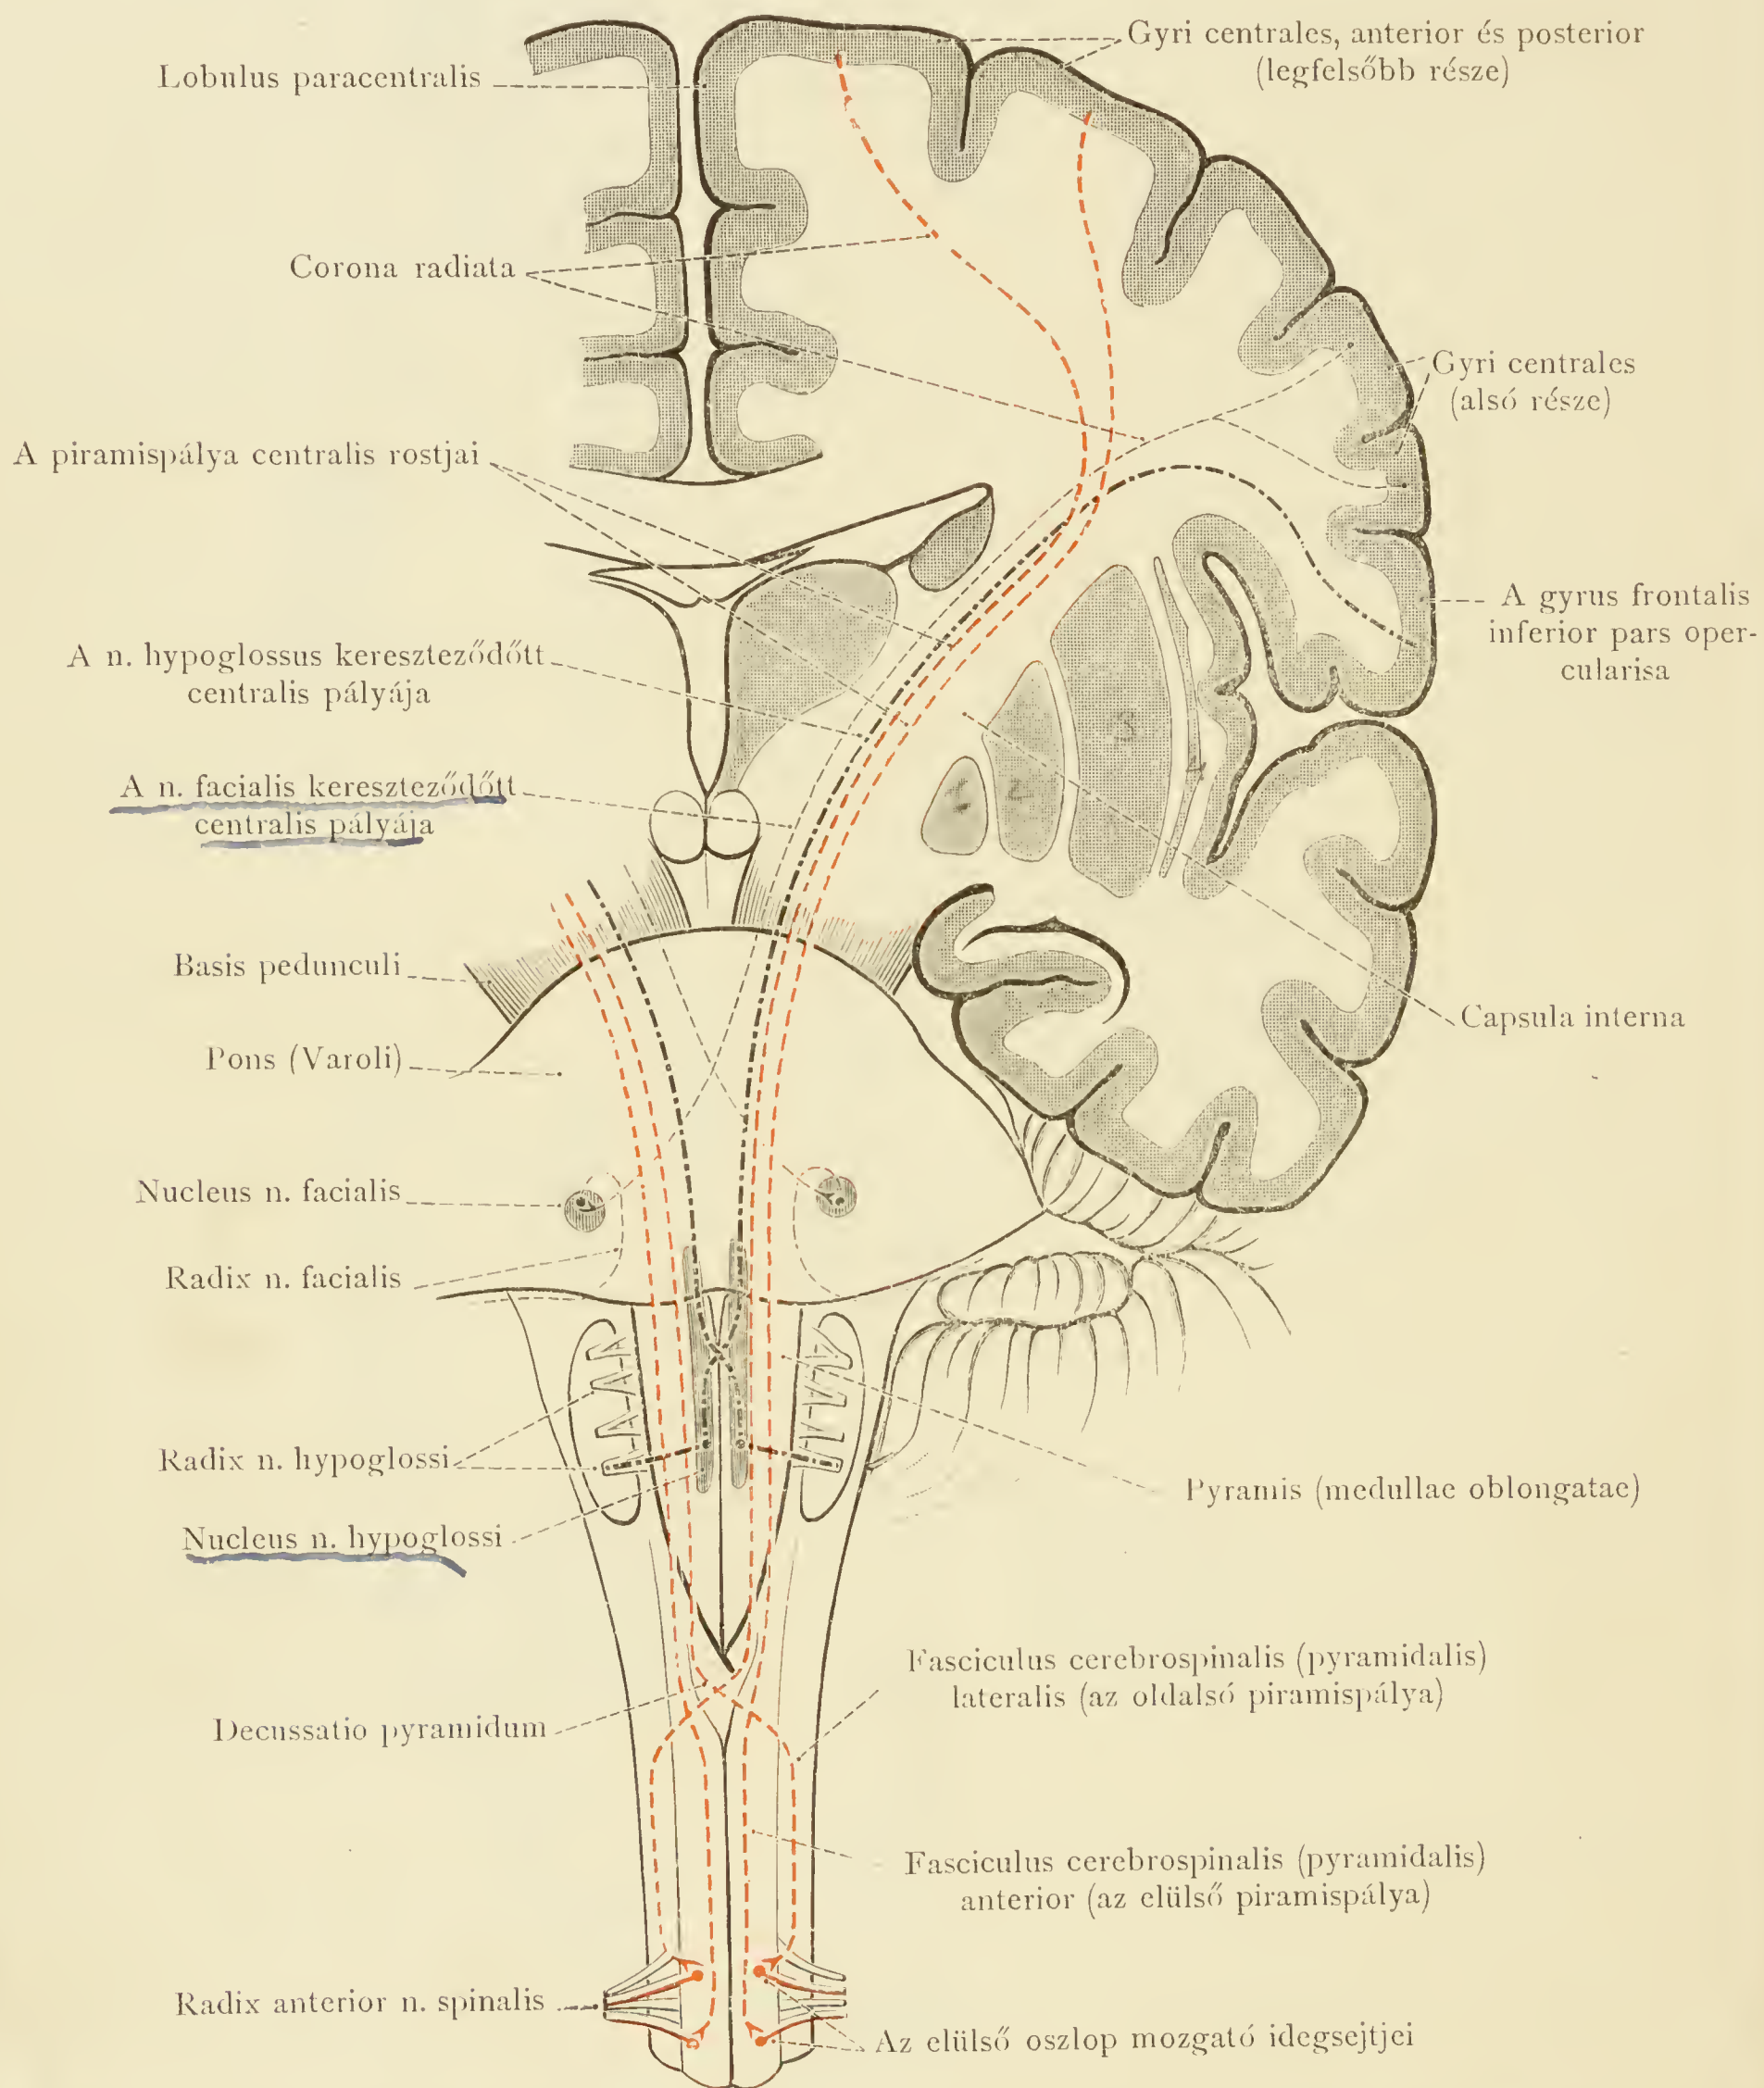 Gyri centrales, anterior és posterior
(legfelsőbb része)
Lobulus paracentralis
Corona radiata
Gyri centrales
(alsó része)
A piramispálya centralis rostjai
A gyrus frontalis
inferior pars oper-
cularisa
A n. hypoglossus kereszteződőtt
centralis pályája
A n. facialis kereszteződőtt
centralis pályája
3
Basis pedunculi
Capsula interna
Pons (Varoli)
Nucleus n. facialis
Radix n. facialis
Radix n. hypoglossi
Pyramis (medullae oblongatae)
Nucleus n. hypoglossi
Fasciculus cerebrospinalis (pyramidalis)
lateralis (az oldalsó piramispálya)
Decussatio pyramidum
Fasciculus cerebrospinalis (pyramidalis)
anterior (az elülső piramispálya)
Radix anterior n. spinalis
Az elülső oszlop mozgató idegsejtjei